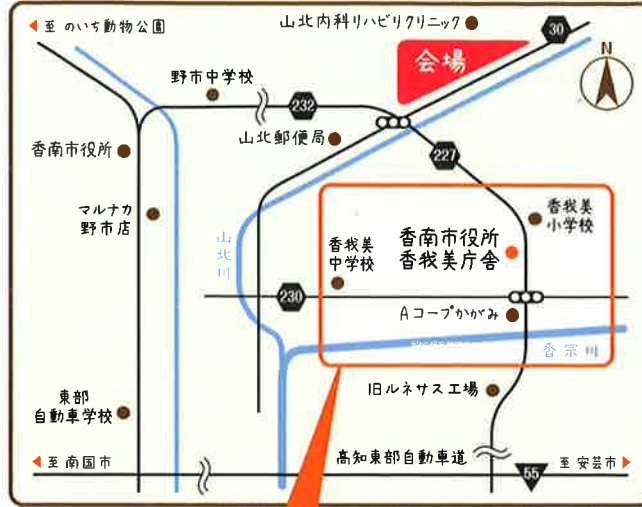 至 のいち動物公園
山北内科リハビリクリニック
30
会場
N
野市中学校
232
山北郵便局
香南市役所
227
マルナカ
野市店
山北川
香我美
中学校
香南市役所
香我美庁舎
香我美
小学校
230
Aコープかがみ
香宗川
東部
自動車学校
旧ルネサス工場
至 南国市
高知東部自動車道
55
至 安芸市